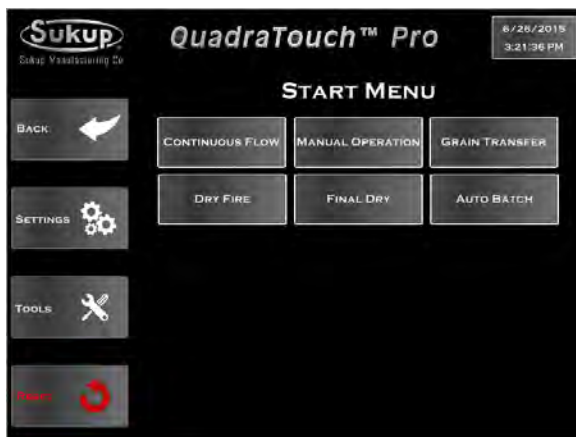 Sukup
Sukup Manufacturing Co
QuadraTouch™ Pro
6/26/2015
3:21:36 PM
START MENU
BACK
CONTINUOUS FLOW
MANUAL OPERATION
GRAIN TRANSFER
DRY FIRE
FINAL DRY
AUTO BATCH
SETTINGS
TOOLS